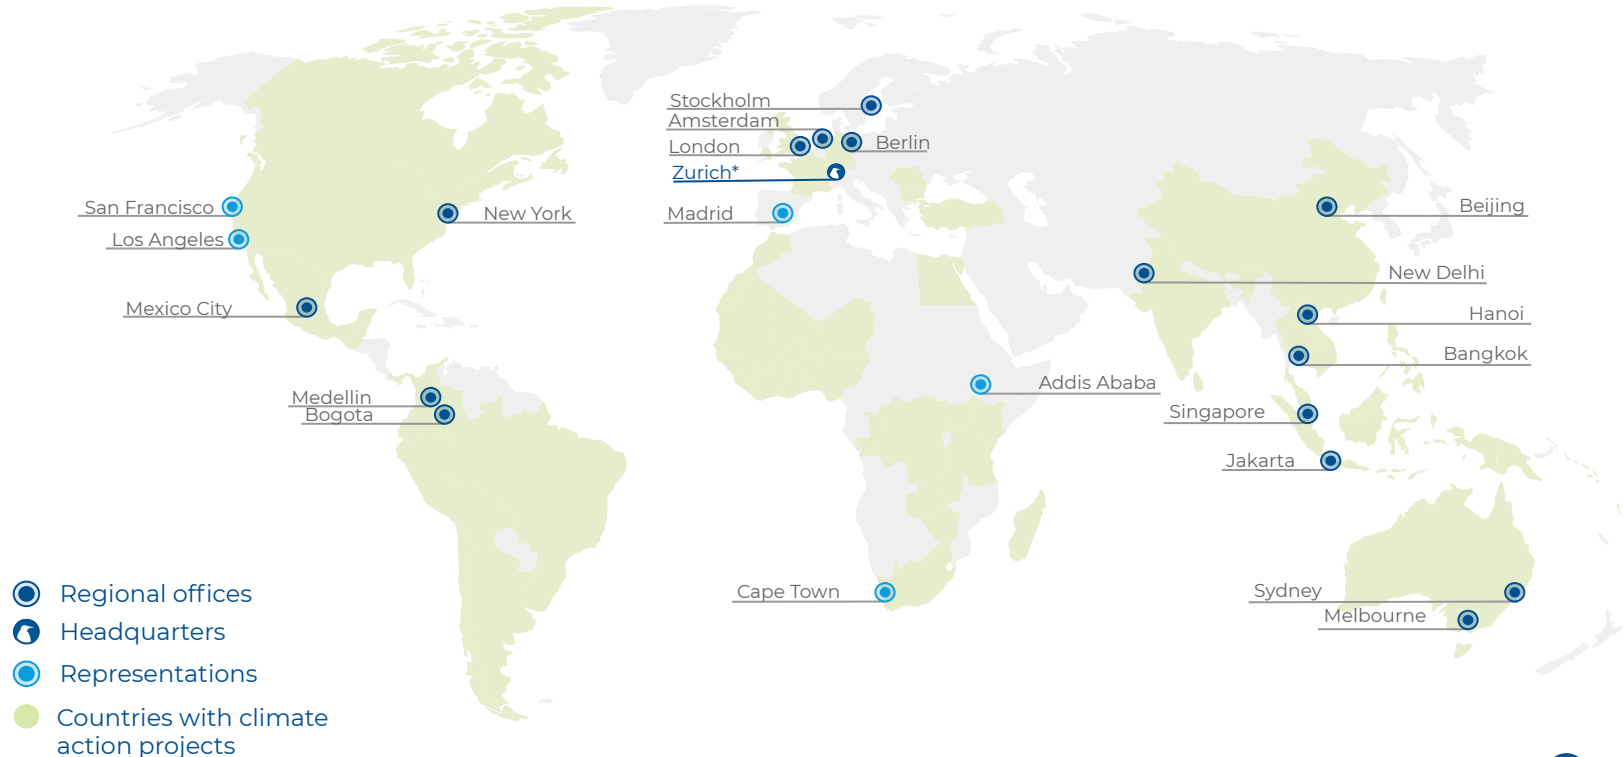 Stockholm
Amsterdam
London
Berlin
Zurich*
San Francisco
New York
Madrid
Beijing
Los Angeles
New Delhi
Mexico City
Hanoi
Bangkok
Addis Ababa
Medellin
Bogota
Singapore
Jakarta
Cape Town
Sydney
Melbourne
Regional offices
Headquarters
Representations
Countries with climate
action projects